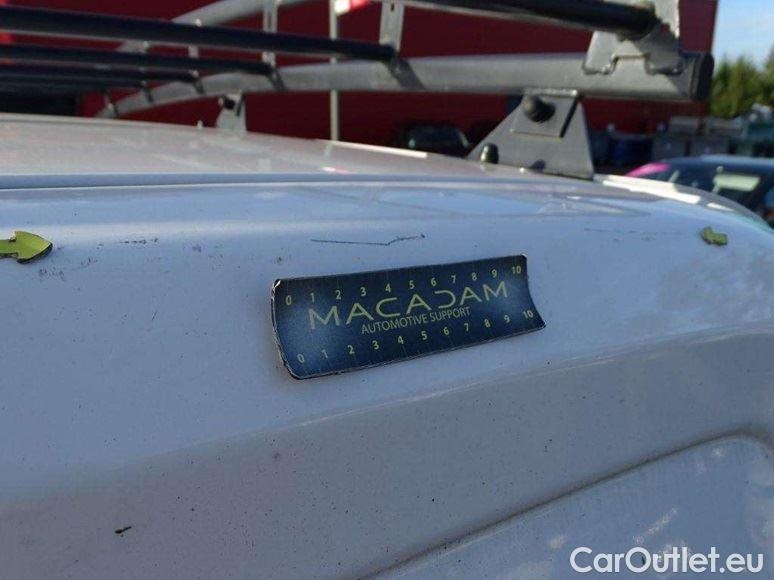 0 1 2 3 4 5 6 7 8 9 10
MACADAM
AUTOMOTIVE SUPPORT
0 1 2 3 4 5 6 7 8 9 10
CarOutlet.eu